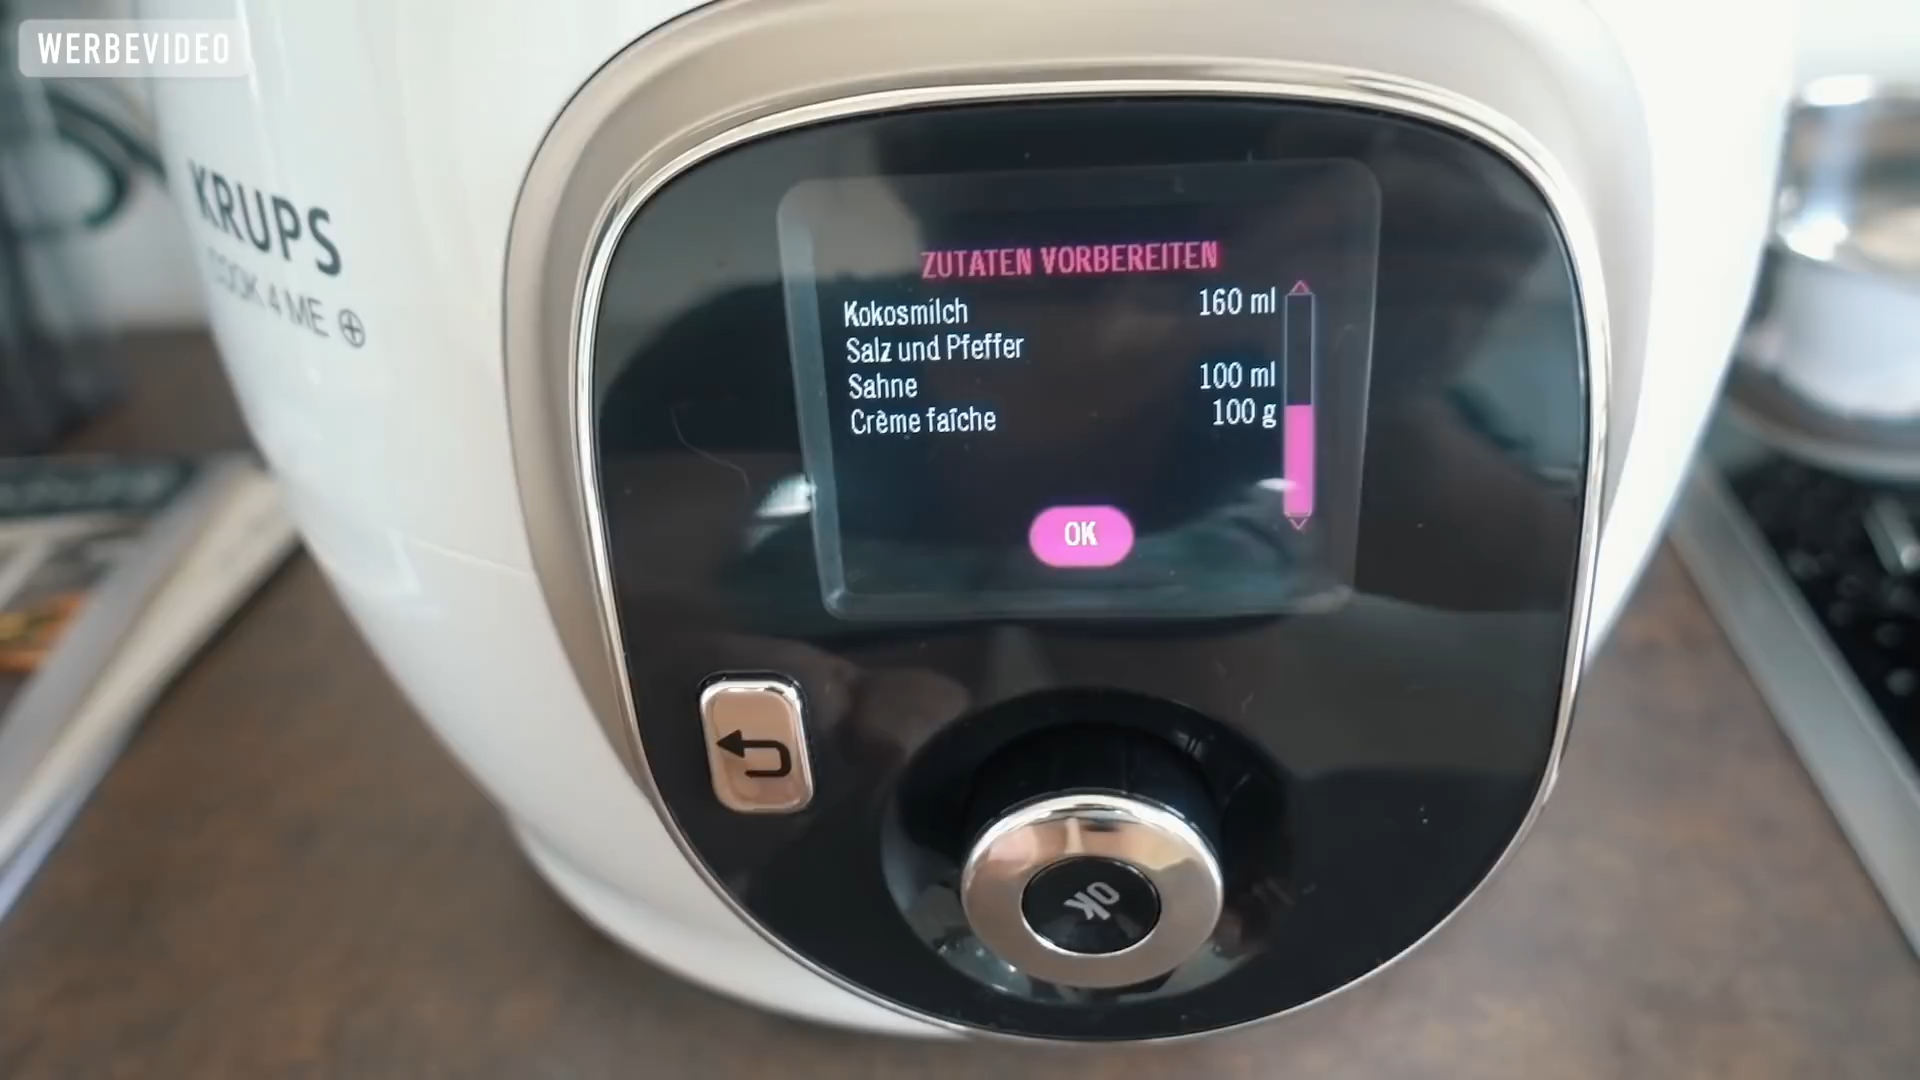 WERBEVIDEO
KRUPS
COOK 4 ME
ZUTATEN VORBEREITEN
Kokosmilch 160 ml
Salz und Pfeffer
Sahne 100 ml
Crème faîche 100 g
OK
OK